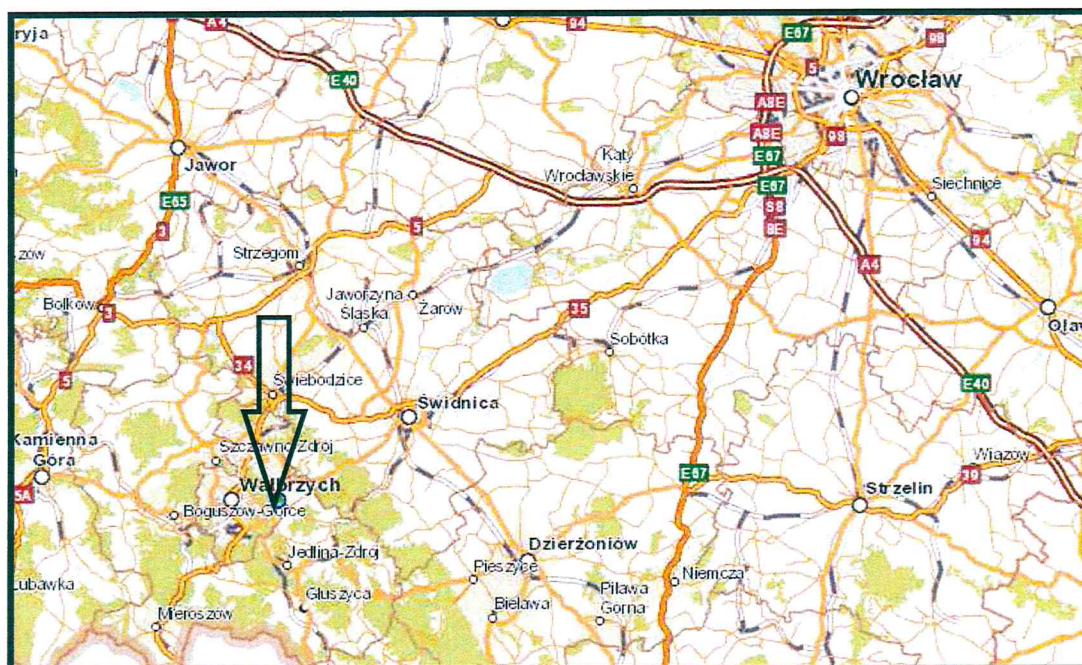 ryja
A4
94
E67
98
E40
5
Wrocław
A8E
A8E
98
Jawor
Kąty
Wrocławskie
E67
E67
Siechnice
E65
S8
8E
3
5
94
Strzegom
A4
Bolków
3
Jaworzyna
Śląska
Żarów
35
Sobótka
34
E40
5
Świebodzice
Świdnica
Kamienna
Góra
Szczawno-Zdrój
Wiązów
E67
39
5A
Wałbrzych
Strzelin
Boguszów-Gorce
Dzierżoniów
Jedlina-Zdrój
Pieszyce
Niemcza
Lubawka
Głuszyca
Piława
Górna
Bielawa
Mieroszów